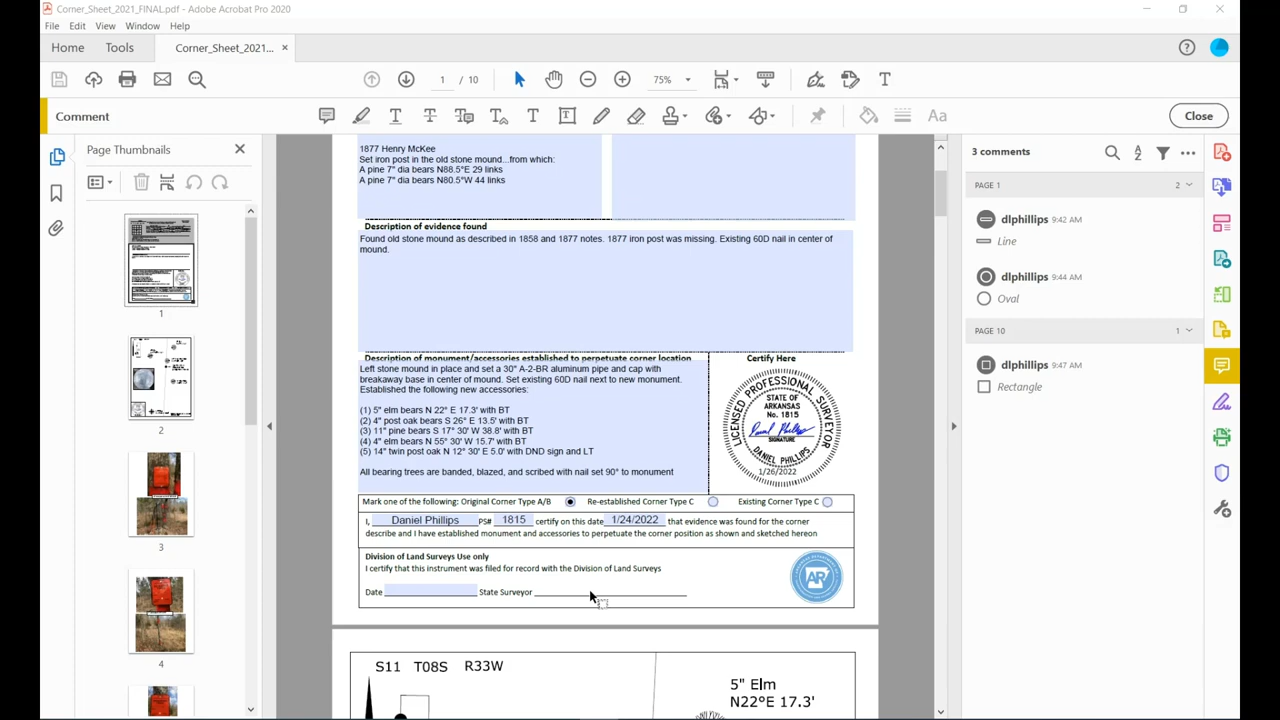 Corner_Sheet_2021_FINAL.pdf - Adobe Acrobat Pro 2020
File Edit View Window Help
Home Tools Corner_Sheet_2021... ×
1 / 10 75%
Comment
Close
Page Thumbnails
1
2
3
4
1877 Henry McKee
Set iron post in the old stone mound...from which:
A pine 7" dia bears N88.5°E 29 links
A pine 7" dia bears N80.5°W 44 links
Description of evidence found
Found old stone mound as described in 1858 and 1877 notes. 1877 iron post was missing. Existing 60D nail in center of
mound.
Description of monument/accessories established to perpetuate corner location
Certify Here
Left stone mound in place and set a 30" A-2-BR aluminum pipe and cap with
breakaway base in center of mound. Set existing 60D nail next to new monument.
Established the following new accessories:
(1) 5" elm bears N 22° E 17.3' with BT
(2) 4" post oak bears S 26° E 13.5' with BT
(3) 11" pine bears S 17° 30' W 38.8' with BT
(4) 4" elm bears N 55° 30' W 15.7' with BT
(5) 14" twin post oak N 12° 30' E 5.0' with DND sign and LT
All bearing trees are banded, blazed, and scribed with nail set 90° to monument
LICENSED PROFESSIONAL SURVEYOR
STATE OF
ARKANSAS
No. 1815
Daniel Phillips
SIGNATURE
DANIEL PHILLIPS
1/26/2022
Mark one of the following: Original Corner Type A/B Re-established Corner Type C Existing Corner Type C
I, Daniel Phillips PS# 1815 certify on this date 1/24/2022 that evidence was found for the corner
describe and I have established monument and accessories to perpetuate the corner position as shown and sketched hereon
Division of Land Surveys Use only
I certify that this instrument was filed for record with the Division of Land Surveys
Date State Surveyor
AR
S11 T08S R33W
5" Elm
N22°E 17.3'
3 comments
PAGE 1 2
dlphillips 9:42 AM
Line
dlphillips 9:44 AM
Oval
PAGE 10 1
dlphillips 9:47 AM
Rectangle